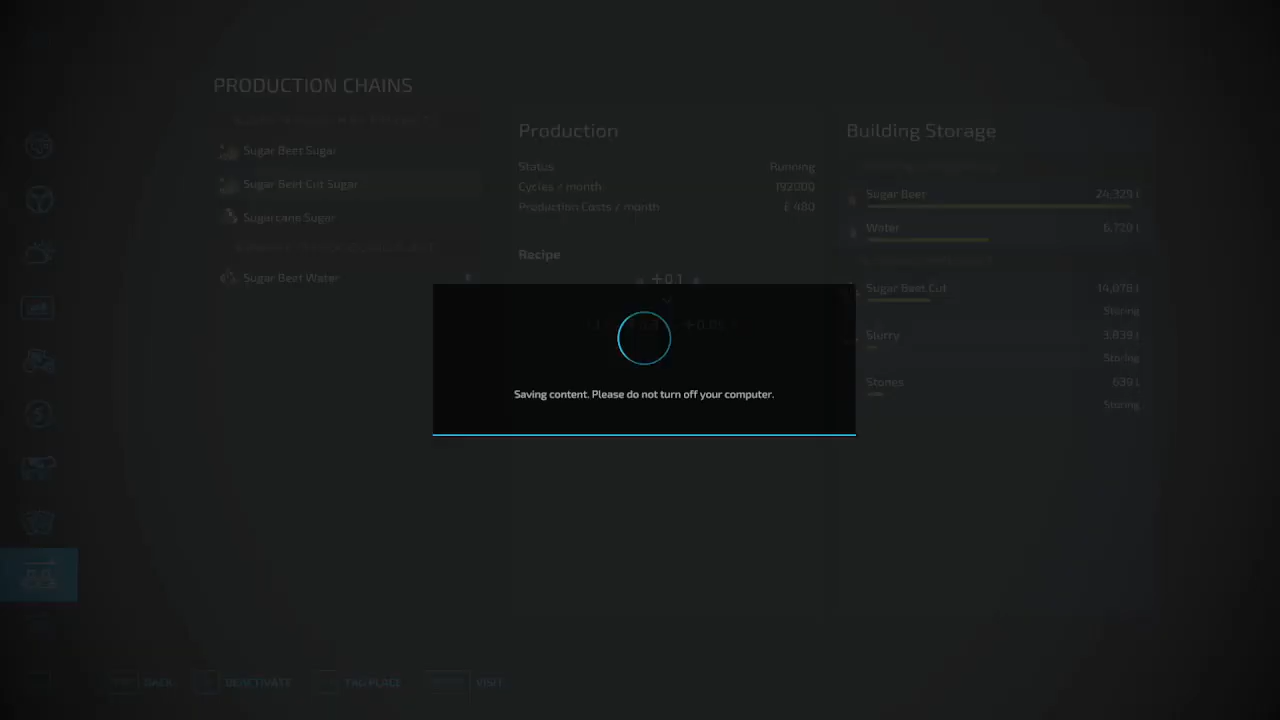 PRODUCTION CHAINS
Sugar Beet Sugar
Sugar Beet Cut Sugar
Sugarcane Sugar
Sugar Beet Water
Production
Status Running
Cycles / month 192000
Production Costs / month £ 480
Recipe
+0.1
Building Storage
Sugar Beet 24,329 l
Water 6,720 l
Sugar Beet Cut 14,078 l
Storing
Slurry 3,839 l
Storing
Stones 639 l
Storing
Saving content. Please do not turn off your computer.
BACK DEACTIVATE TAG PLACE VISIT